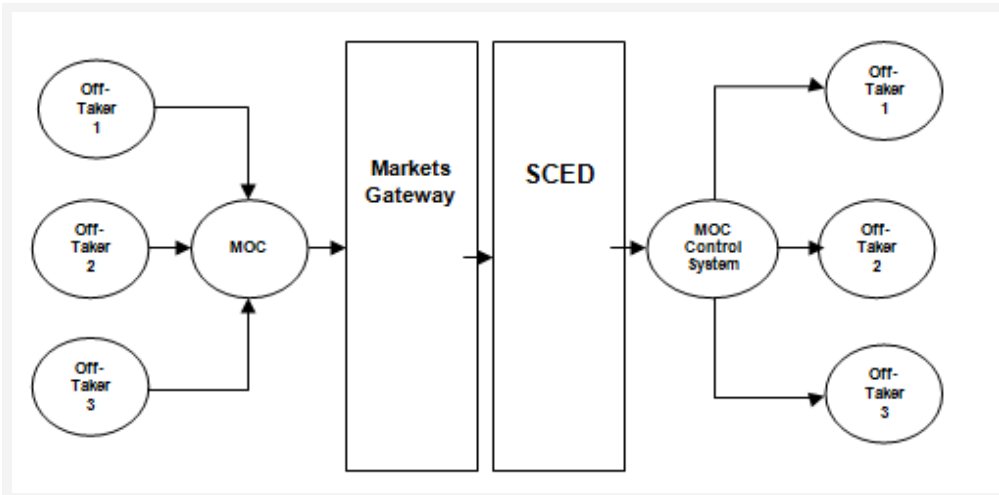 Off-
Taker
1
Off-
Taker
2
Off-
Taker
3
MOC
Markets
Gateway
SCED
MOC
Control
System
Off-
Taker
1
Off-
Taker
2
Off-
Taker
3